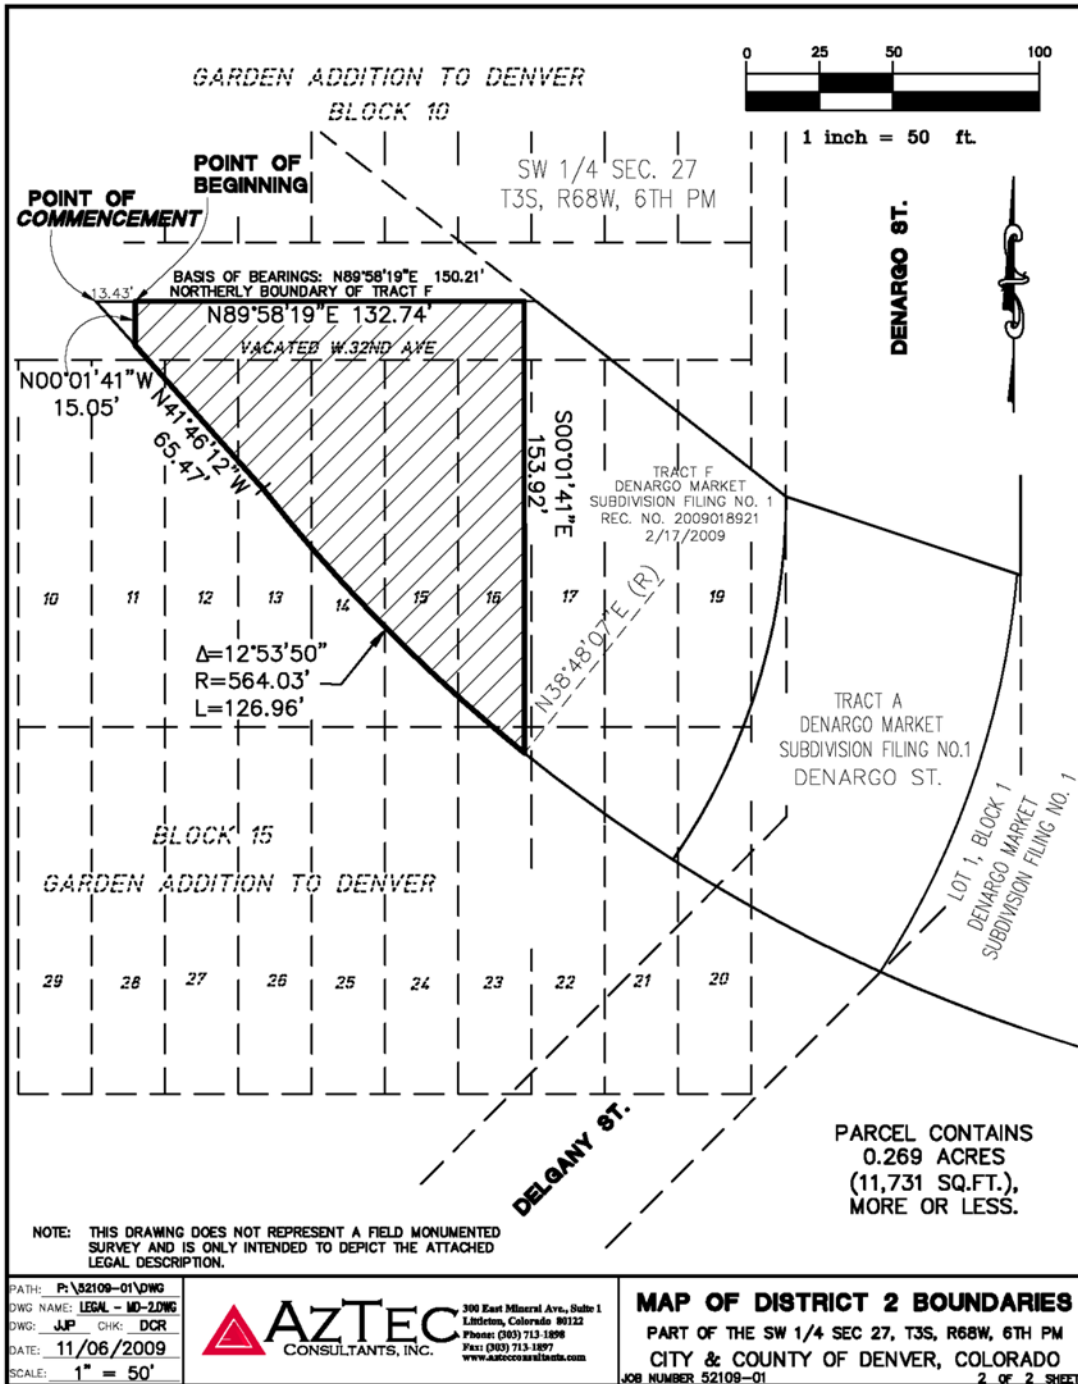 0 25 50 100
1 inch = 50 ft.
GARDEN ADDITION TO DENVER
BLOCK 10
SW 1/4 SEC. 27
T3S, R68W, 6TH PM
POINT OF
BEGINNING
POINT OF
COMMENCEMENT
DENARGO ST.
BASIS OF BEARINGS: N89°58'19"E 150.21'
NORTHERLY BOUNDARY OF TRACT F
13.43'
N89°58'19"E 132.74'
VACATED W.32ND AVE
N00°01'41"W
15.05'
N41°46'12"W
65.47'
S00°01'41"E
153.92'
TRACT F
DENARGO MARKET
SUBDIVISION FILING NO. 1
REC. NO. 2009018921
2/17/2009
10 11 12 13 14 15 16 17 19
N38°48'07"E (R)
Δ=12°53'50"
R=564.03'
L=126.96'
TRACT A
DENARGO MARKET
SUBDIVISION FILING NO.1
DENARGO ST.
LOT 1, BLOCK 1
DENARGO MARKET
SUBDIVISION FILING NO. 1
BLOCK 15
GARDEN ADDITION TO DENVER
29 28 27 26 25 24 23 22 21 20
DELGANY ST.
PARCEL CONTAINS
0.269 ACRES
(11,731 SQ.FT.),
MORE OR LESS.
NOTE: THIS DRAWING DOES NOT REPRESENT A FIELD MONUMENTED
SURVEY AND IS ONLY INTENDED TO DEPICT THE ATTACHED
LEGAL DESCRIPTION.
PATH: P:\52109-01\DWG
DWG NAME: LEGAL - MD-2.DWG
DWG: JJP CHK: DCR
DATE: 11/06/2009
SCALE: 1" = 50'
AZTEC
CONSULTANTS, INC.
300 East Mineral Ave., Suite 1
Littleton, Colorado 80122
Phone: (303) 713-1898
Fax: (303) 713-1897
www.aztecconsultants.com
MAP OF DISTRICT 2 BOUNDARIES
PART OF THE SW 1/4 SEC 27, T3S, R68W, 6TH PM
CITY & COUNTY OF DENVER, COLORADO
JOB NUMBER 52109-01 2 OF 2 SHEET